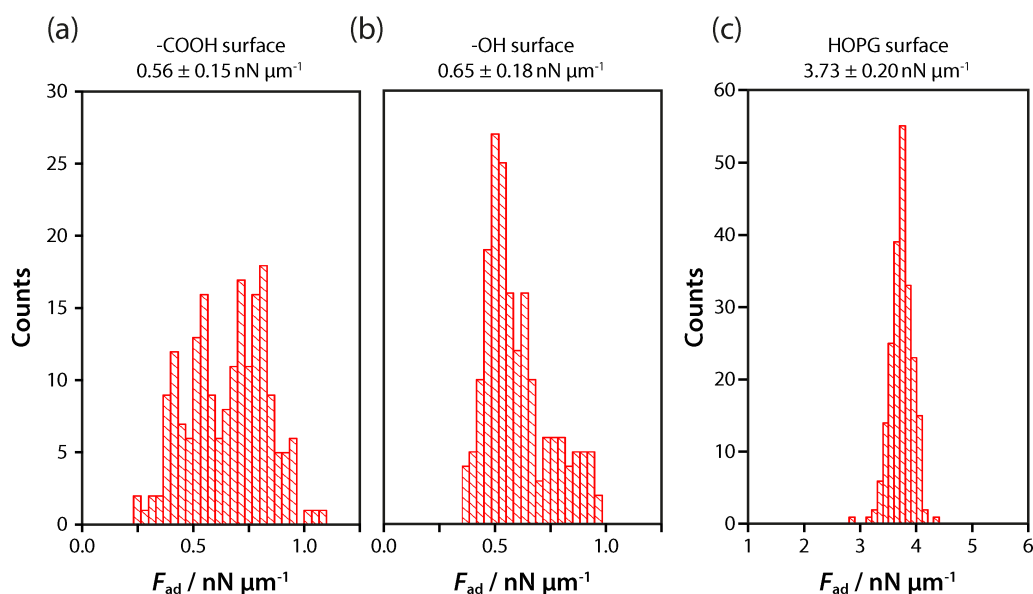 (a)
-COOH surface
0.56 ± 0.15 nN µm⁻¹
30
25
20
15
10
5
0
Counts
0.0
0.5
1.0
Fad / nN µm⁻¹
(b)
-OH surface
0.65 ± 0.18 nN µm⁻¹
0.0
0.5
1.0
Fad / nN µm⁻¹
(c)
HOPG surface
3.73 ± 0.20 nN µm⁻¹
60
50
40
30
20
10
0
Counts
1
2
3
4
5
6
Fad / nN µm⁻¹